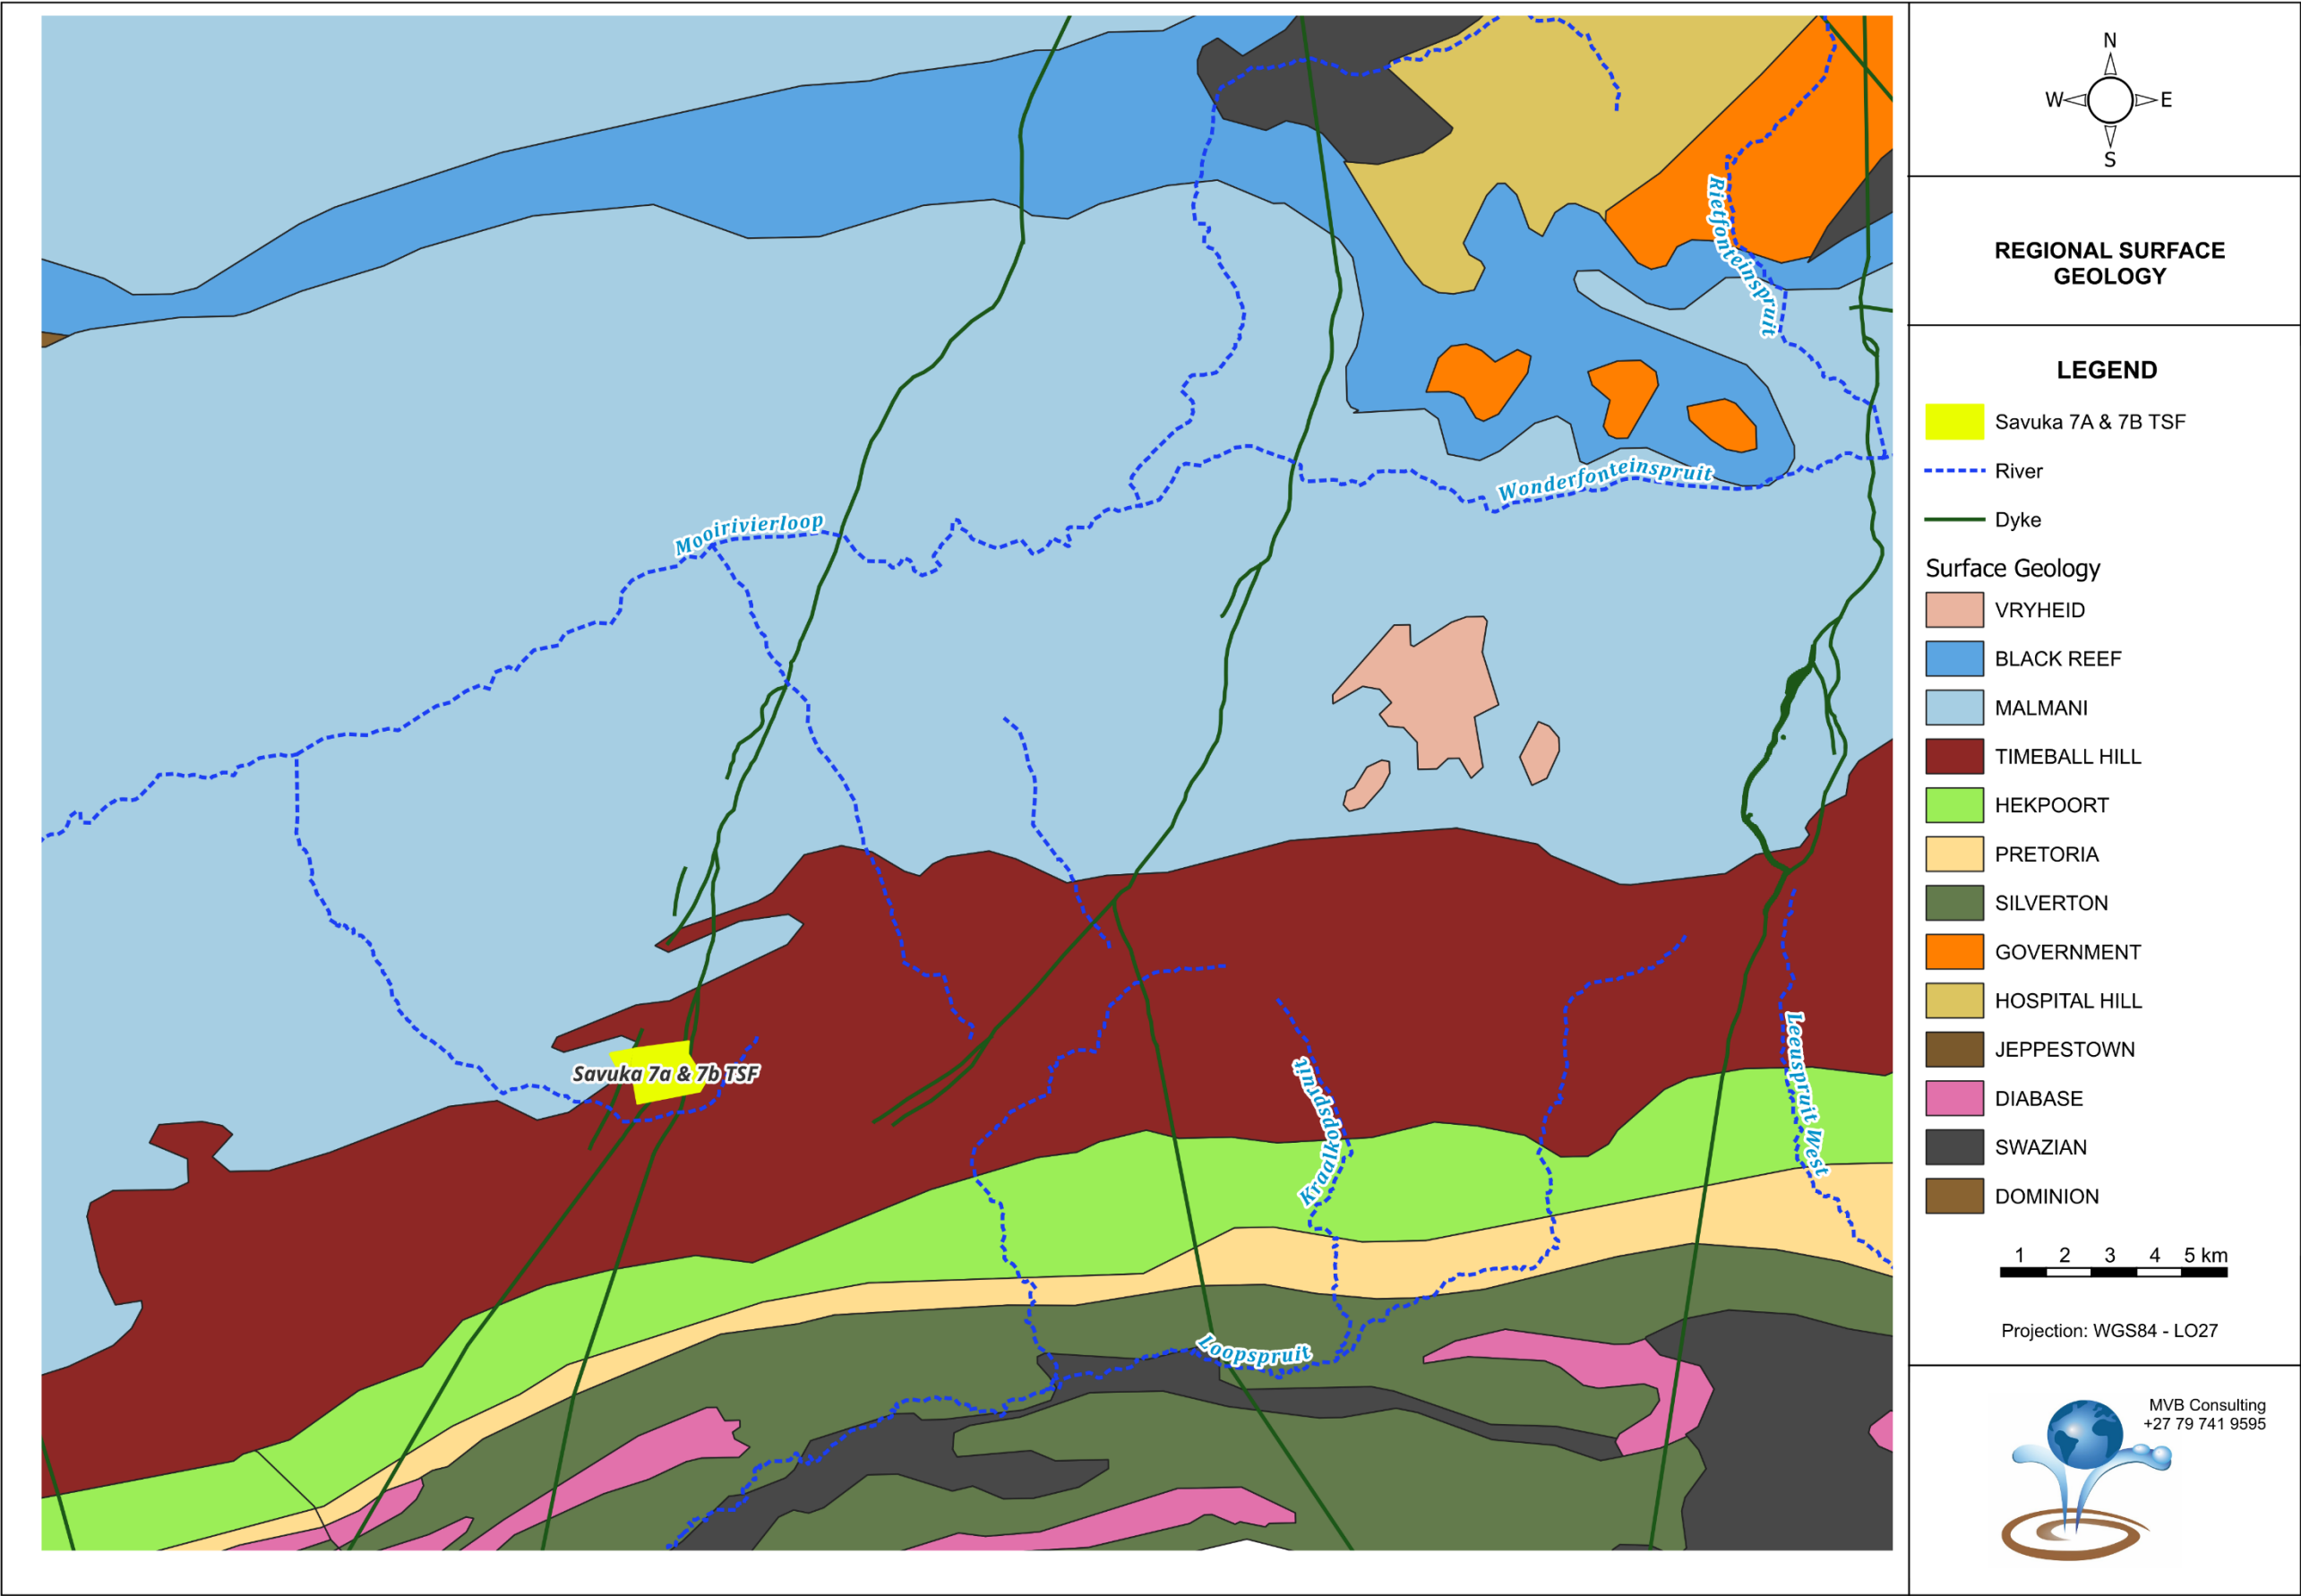 Rietfonteinspruit
Wonderfonteinspruit
Mooirivierloop
Savuka 7a & 7b TSF
Leeuspruit West
Kraalkopspruit
Loopspruit
N
W E
S
REGIONAL SURFACE
GEOLOGY
LEGEND
Savuka 7A & 7B TSF
River
Dyke
Surface Geology
VRYHEID
BLACK REEF
MALMANI
TIMEBALL HILL
HEKPOORT
PRETORIA
SILVERTON
GOVERNMENT
HOSPITAL HILL
JEPPESTOWN
DIABASE
SWAZIAN
DOMINION
1 2 3 4 5 km
Projection: WGS84 - LO27
MVB Consulting
+27 79 741 9595